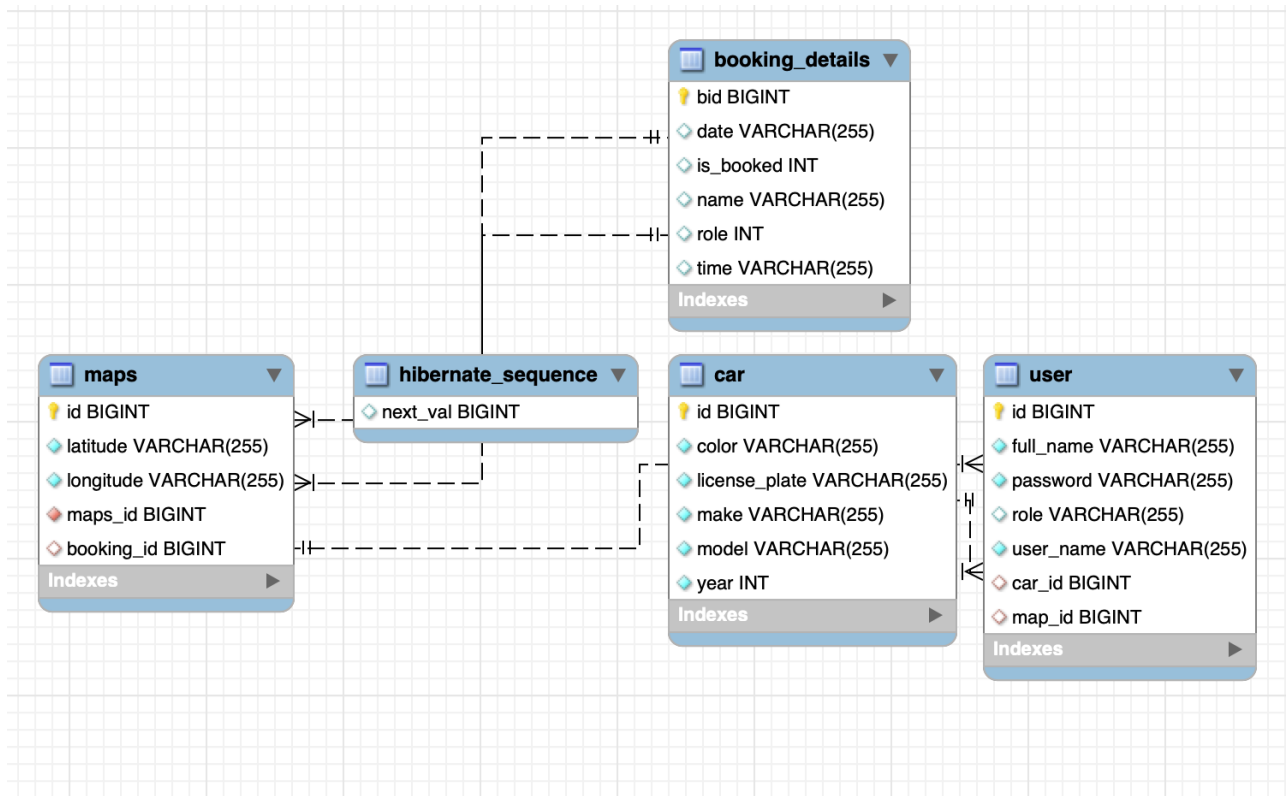 booking_details
bid BIGINT
date VARCHAR(255)
is_booked INT
name VARCHAR(255)
role INT
time VARCHAR(255)
Indexes
maps
id BIGINT
latitude VARCHAR(255)
longitude VARCHAR(255)
maps_id BIGINT
booking_id BIGINT
Indexes
hibernate_sequence
next_val BIGINT
car
id BIGINT
color VARCHAR(255)
license_plate VARCHAR(255)
make VARCHAR(255)
model VARCHAR(255)
year INT
Indexes
user
id BIGINT
full_name VARCHAR(255)
password VARCHAR(255)
role VARCHAR(255)
user_name VARCHAR(255)
car_id BIGINT
map_id BIGINT
Indexes